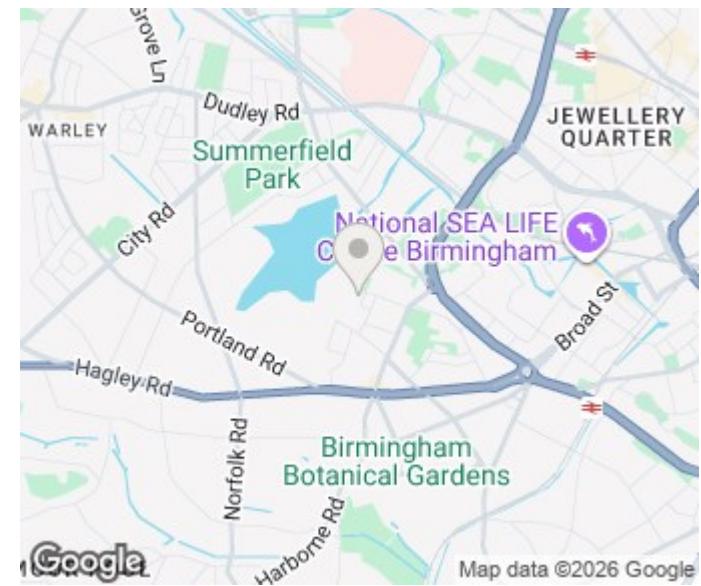 Grove Ln
Dudley Rd
JEWELLERY
QUARTER
WARLEY
Summerfield
Park
City Rd
National SEA LIFE
Birmingham
Broad St
Portland Rd
Hagley Rd
Norfolk Rd
Birmingham
Botanical Gardens
Harborne Rd
Google
Map data ©2026 Google